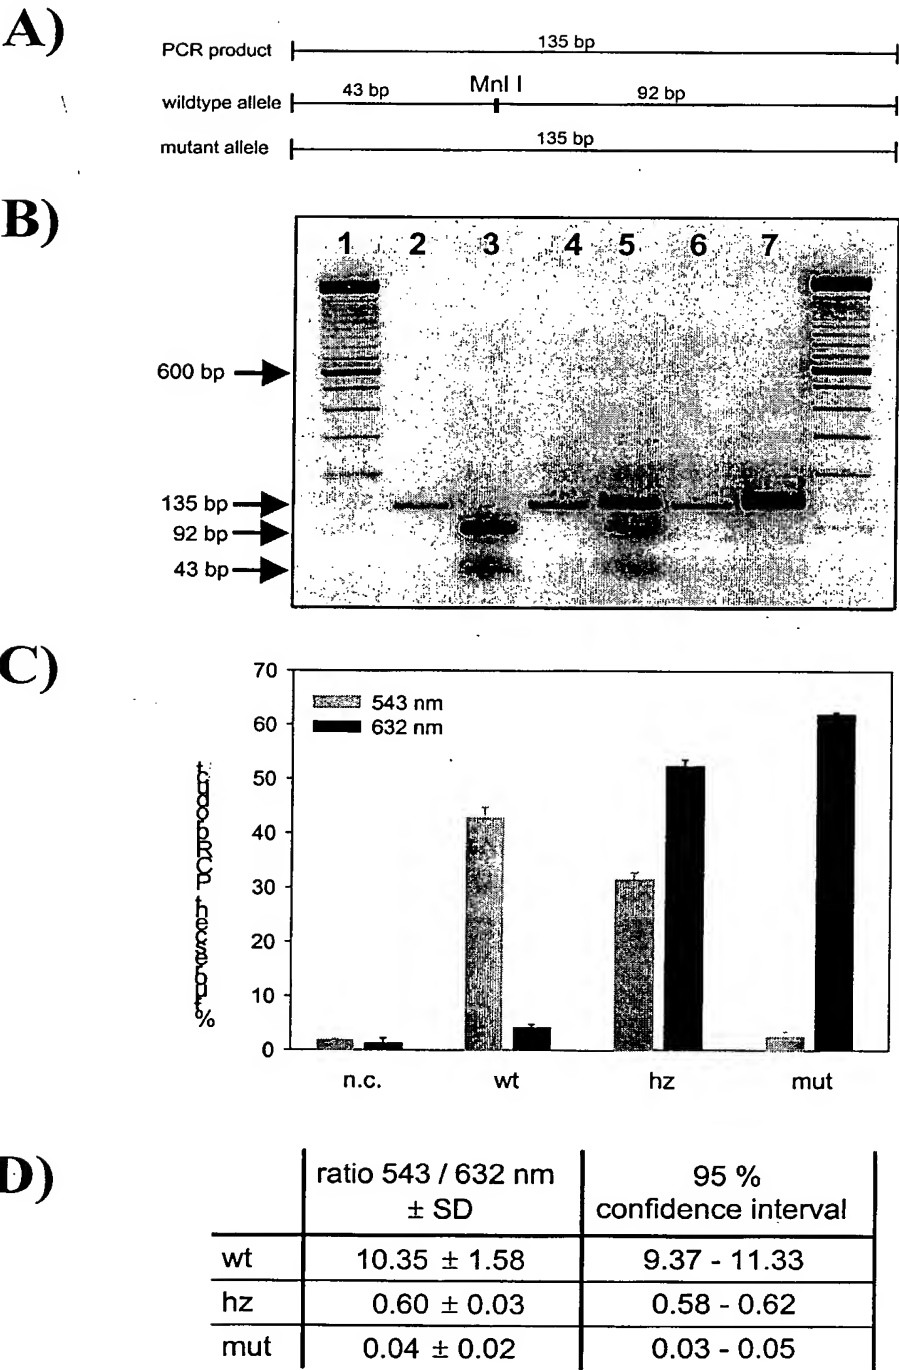 A)
PCR product 135 bp
MnI I
wildtype allele 43 bp 92 bp
mutant allele 135 bp
B)
1 2 3 4 5 6 7
600 bp
135 bp
92 bp
43 bp
C)
% fluorescent PCR product
70
60
50
40
30
20
10
0
543 nm
632 nm
n.c. wt hz mut
D)
ratio 543 / 632 nm ± SD
95 % confidence interval
wt 10.35 ± 1.58 9.37 - 11.33
hz 0.60 ± 0.03 0.58 - 0.62
mut 0.04 ± 0.02 0.03 - 0.05